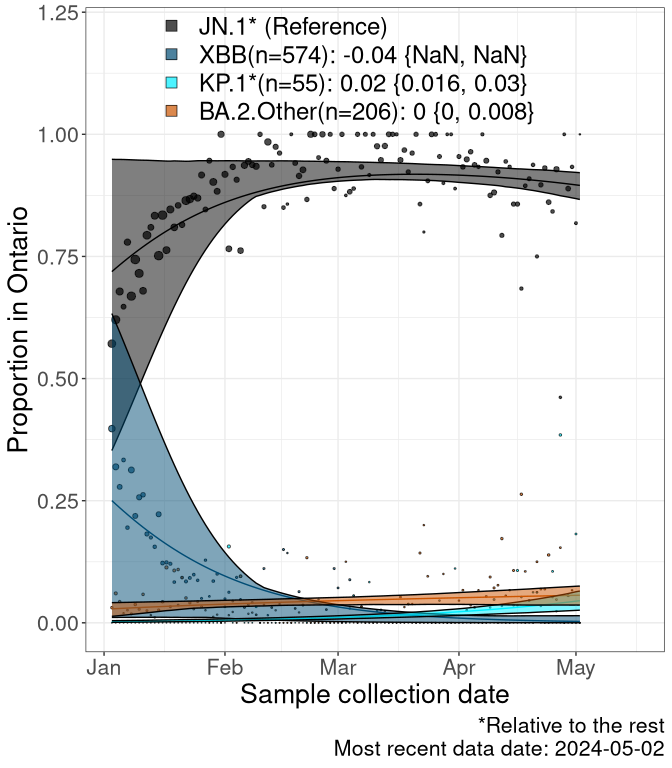 1.25
JN.1* (Reference)
XBB(n=574): -0.04 {NaN, NaN}
KP.1*(n=55): 0.02 {0.016, 0.03}
BA.2.Other(n=206): 0 {0, 0.008}
1.00
0.75
0.50
0.25
0.00
Proportion in Ontario
Jan Feb Mar Apr May
Sample collection date
*Relative to the rest
Most recent data date: 2024-05-02